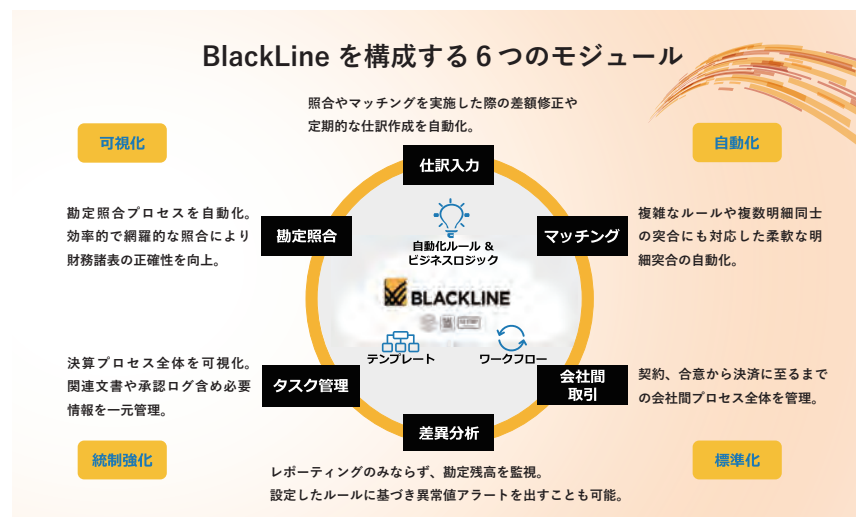 BlackLine を構成する6つのモジュール
照合やマッチングを実施した際の差額修正や
定期的な仕訳作成を自動化。
可視化
自動化
仕訳入力
勘定照合プロセスを自動化。
効率的で網羅的な照合により
財務諸表の正確性を向上。
勘定照合
自動化ルール &
ビジネスロジック
マッチング
複雑なルールや複数明細同士
の突合にも対応した柔軟な明
細突合の自動化。
BLACKLINE
テンプレート
ワークフロー
決算プロセス全体を可視化。
関連文書や承認ログ含め必要
情報を一元管理。
タスク管理
会社間
取引
契約、合意から決済に至るまで
の会社間プロセス全体を管理。
差異分析
統制強化
標準化
レポーティングのみならず、勘定残高を監視。
設定したルールに基づき異常値アラートを出すことも可能。